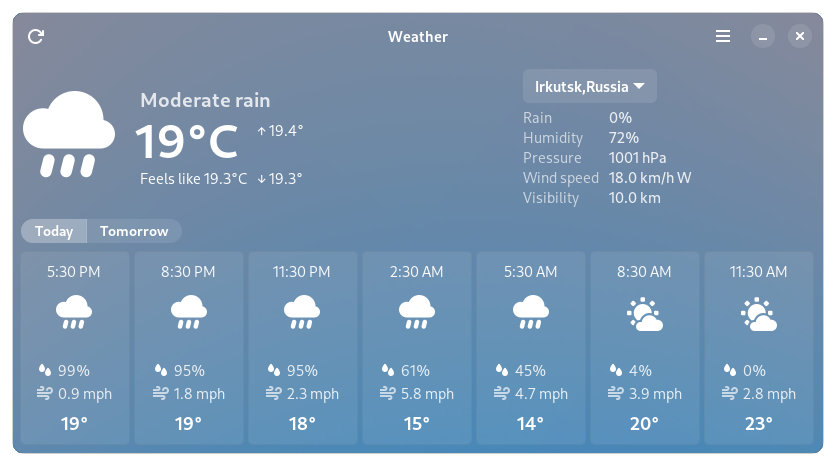 Weather
Moderate rain
19°C
↑ 19.4°
Feels like 19.3°C ↓ 19.3°
Irkutsk,Russia
Rain 0%
Humidity 72%
Pressure 1001 hPa
Wind speed 18.0 km/h W
Visibility 10.0 km
Today Tomorrow
5:30 PM 8:30 PM 11:30 PM 2:30 AM 5:30 AM 8:30 AM 11:30 AM
99% 95% 95% 61% 45% 4% 0%
0.9 mph 1.8 mph 2.3 mph 5.8 mph 4.7 mph 3.9 mph 2.8 mph
19° 19° 18° 15° 14° 20° 23°